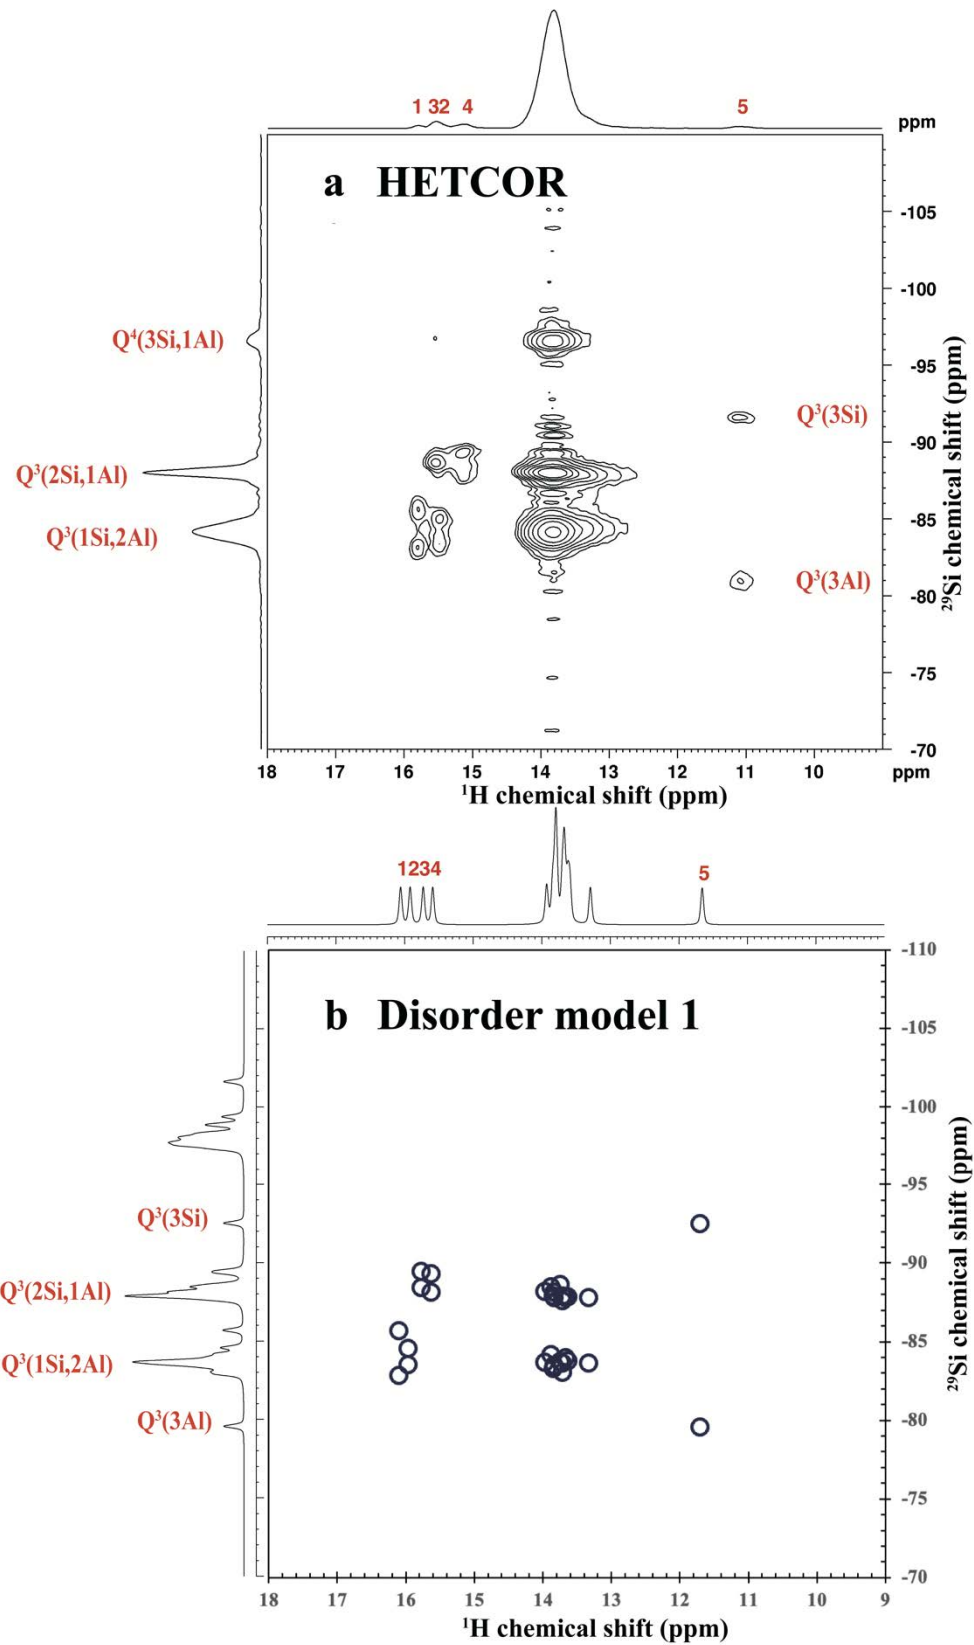 1 32 4
5
ppm
a HETCOR
-105
-100
Q⁴(3Si,1Al)
-95
Q³(3Si)
-90
Q³(2Si,1Al)
-85
Q³(1Si,2Al)
Q³(3Al)
-80
-75
-70
²⁹Si chemical shift (ppm)
18 17 16 15 14 13 12 11 10 ppm
¹H chemical shift (ppm)
1234
5
-110
b Disorder model 1
-105
-100
-95
Q³(3Si)
-90
Q³(2Si,1Al)
-85
Q³(1Si,2Al)
-80
Q³(3Al)
-75
-70
²⁹Si chemical shift (ppm)
18 17 16 15 14 13 12 11 10 9
¹H chemical shift (ppm)